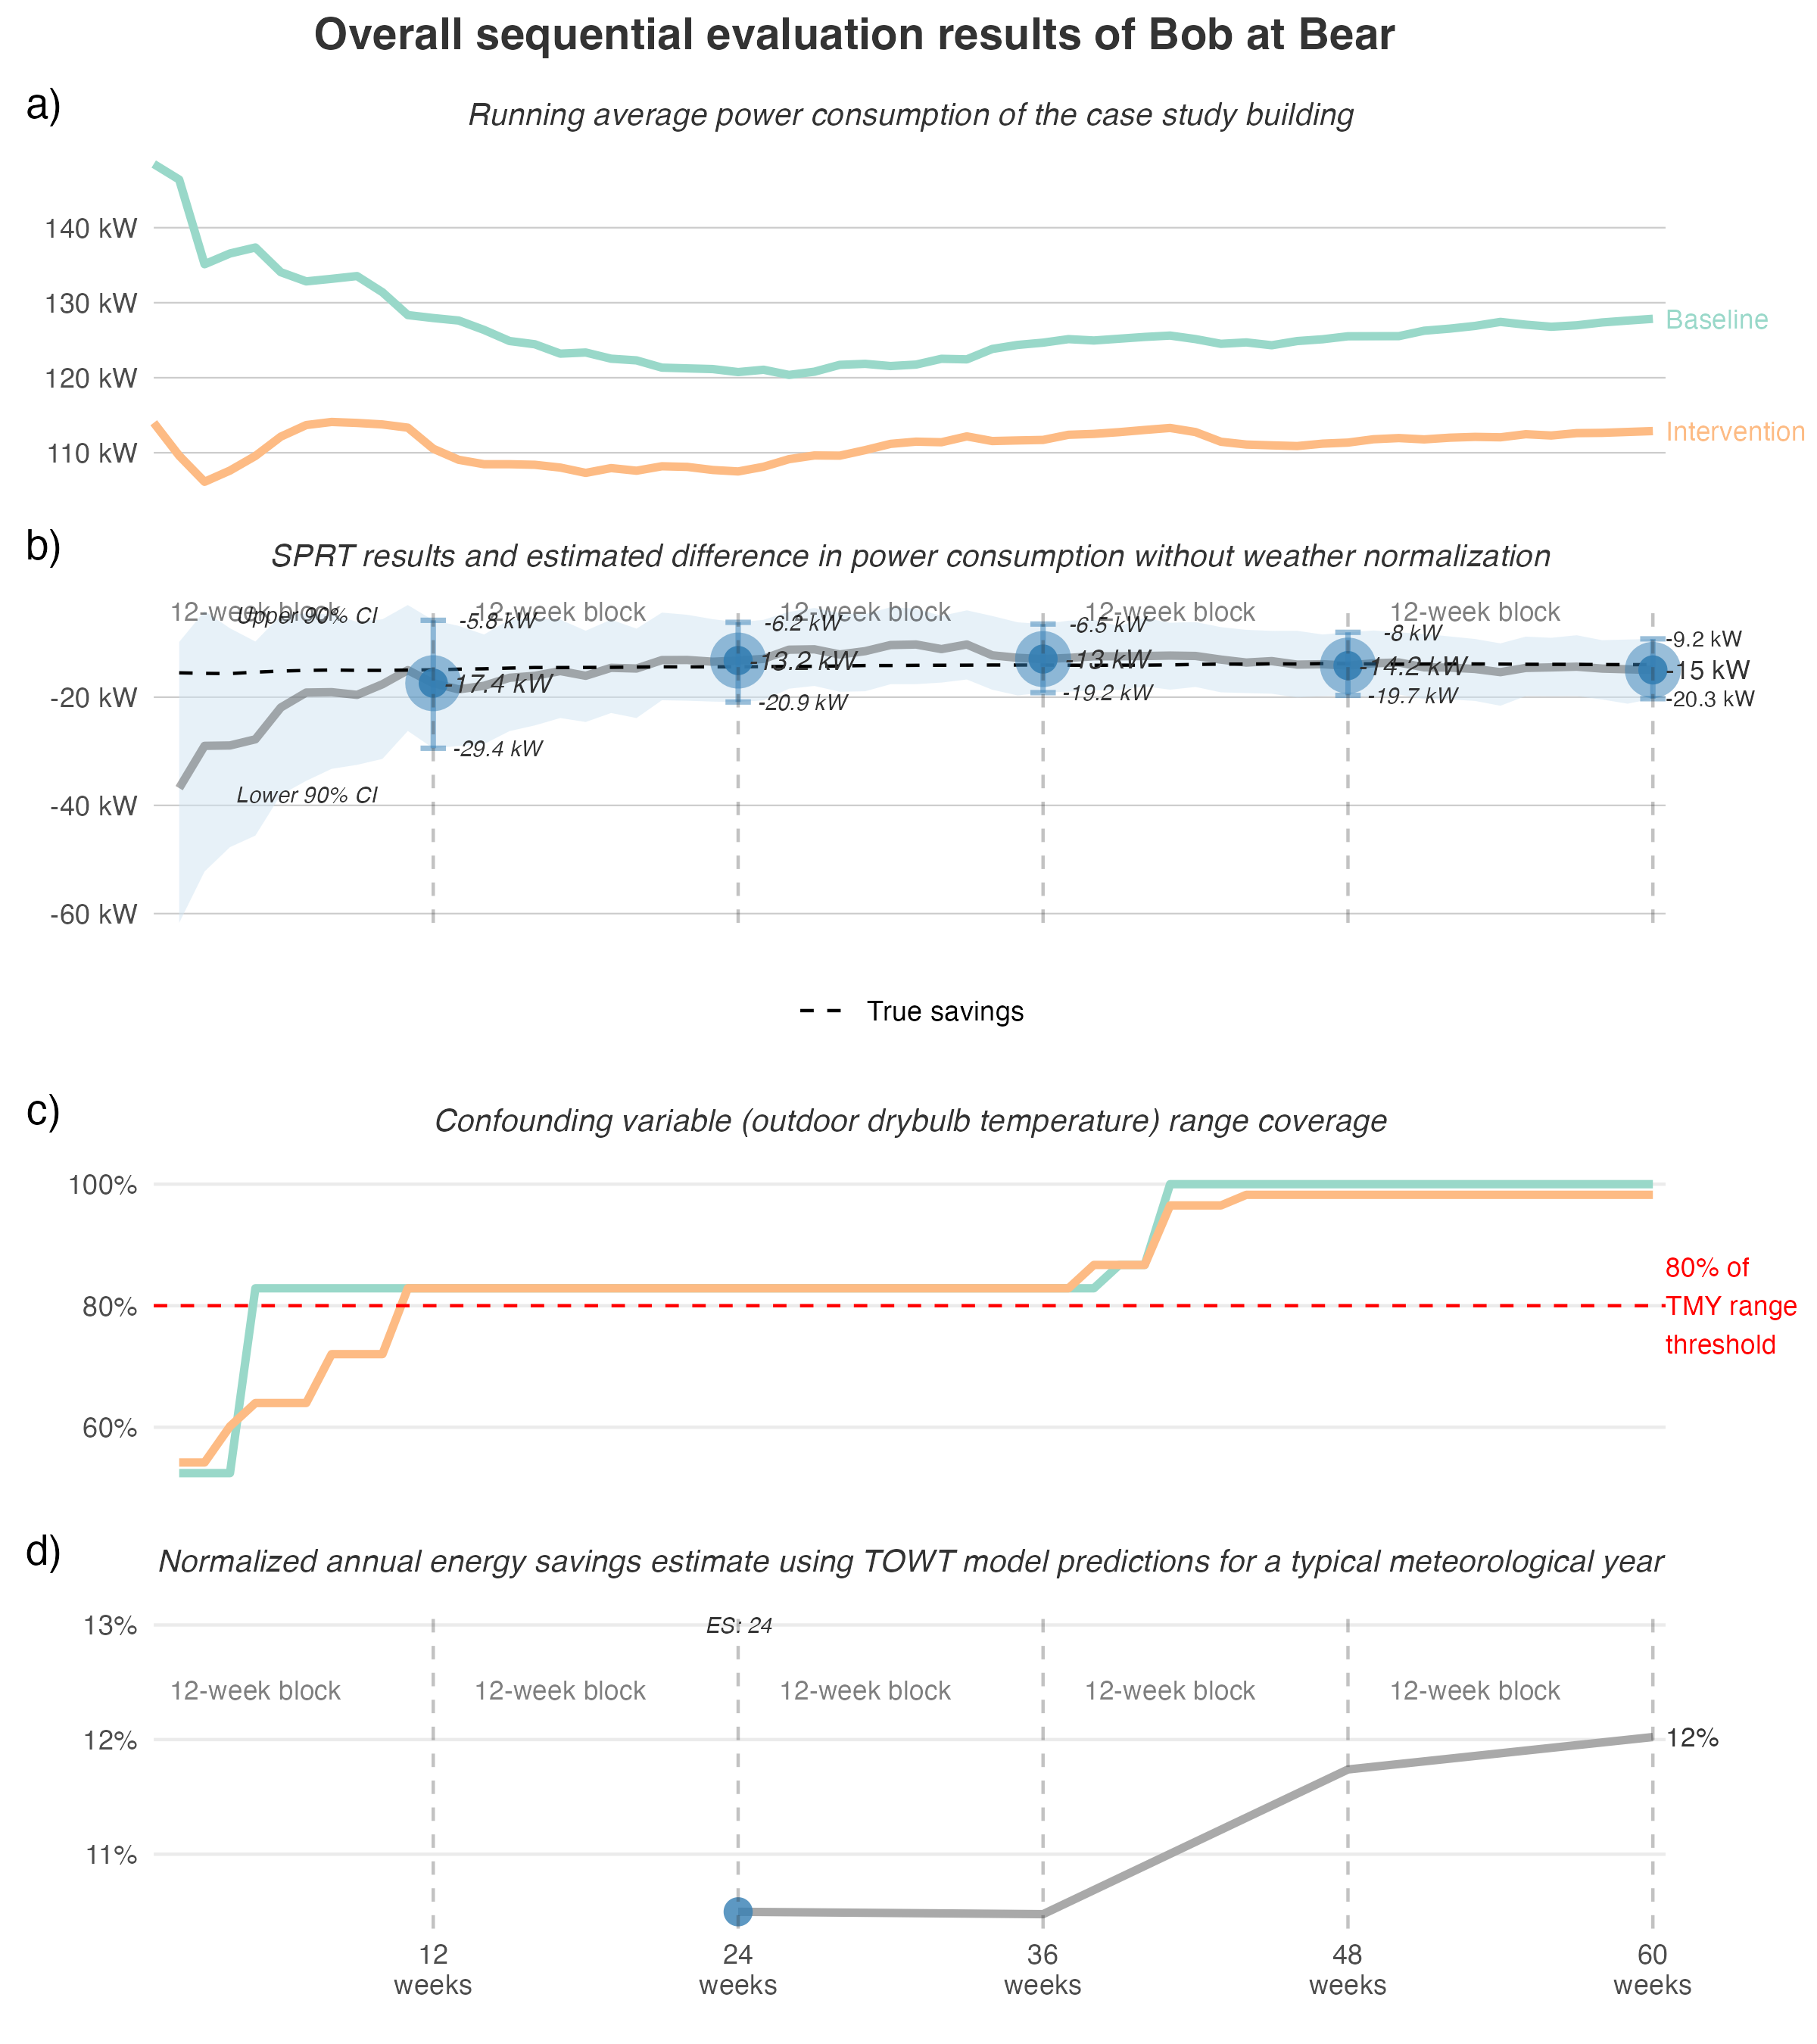 Overall sequential evaluation results of Bob at Bear
a)
Running average power consumption of the case study building
140 kW
130 kW
120 kW
110 kW
Baseline
Intervention
b)
SPRT results and estimated difference in power consumption without weather normalization
12-week block
12-week block
12-week block
12-week block
12-week block
Upper 90% CI
Lower 90% CI
-5.8 kW
-17.4 kW
-29.4 kW
-6.2 kW
-13.2 kW
-20.9 kW
-6.5 kW
-13 kW
-19.2 kW
-8 kW
-14.2 kW
-19.7 kW
-9.2 kW
-15 kW
-20.3 kW
-20 kW
-40 kW
-60 kW
True savings
c)
Confounding variable (outdoor drybulb temperature) range coverage
100%
80%
60%
80% of
TMY range
threshold
d)
Normalized annual energy savings estimate using TOWT model predictions for a typical meteorological year
13%
12%
11%
ES: 24
12-week block
12-week block
12-week block
12-week block
12-week block
12%
12
weeks
24
weeks
36
weeks
48
weeks
60
weeks